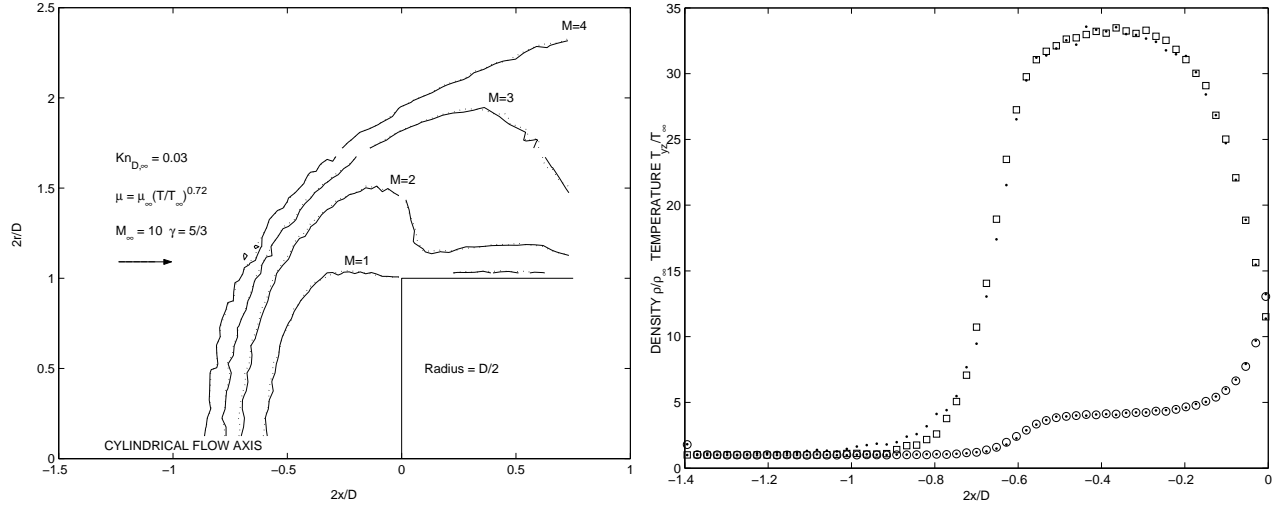 2.5
2
1.5
1
0.5
0
−1.5
−1
−0.5
0
0.5
1
2r/D
2x/D
M=4
M=3
M=2
M=1
Kn_{D,∞} = 0.03
μ = μ_∞(T/T_∞)^{0.72}
M_∞ = 10 γ = 5/3
Radius = D/2
CYLINDRICAL FLOW AXIS
35
30
25
20
15
10
5
0
−1.4
−1.2
−1
−0.8
−0.6
−0.4
−0.2
0
DENSITY ρ/ρ_∞ TEMPERATURE T_{yz}/T_∞
2x/D